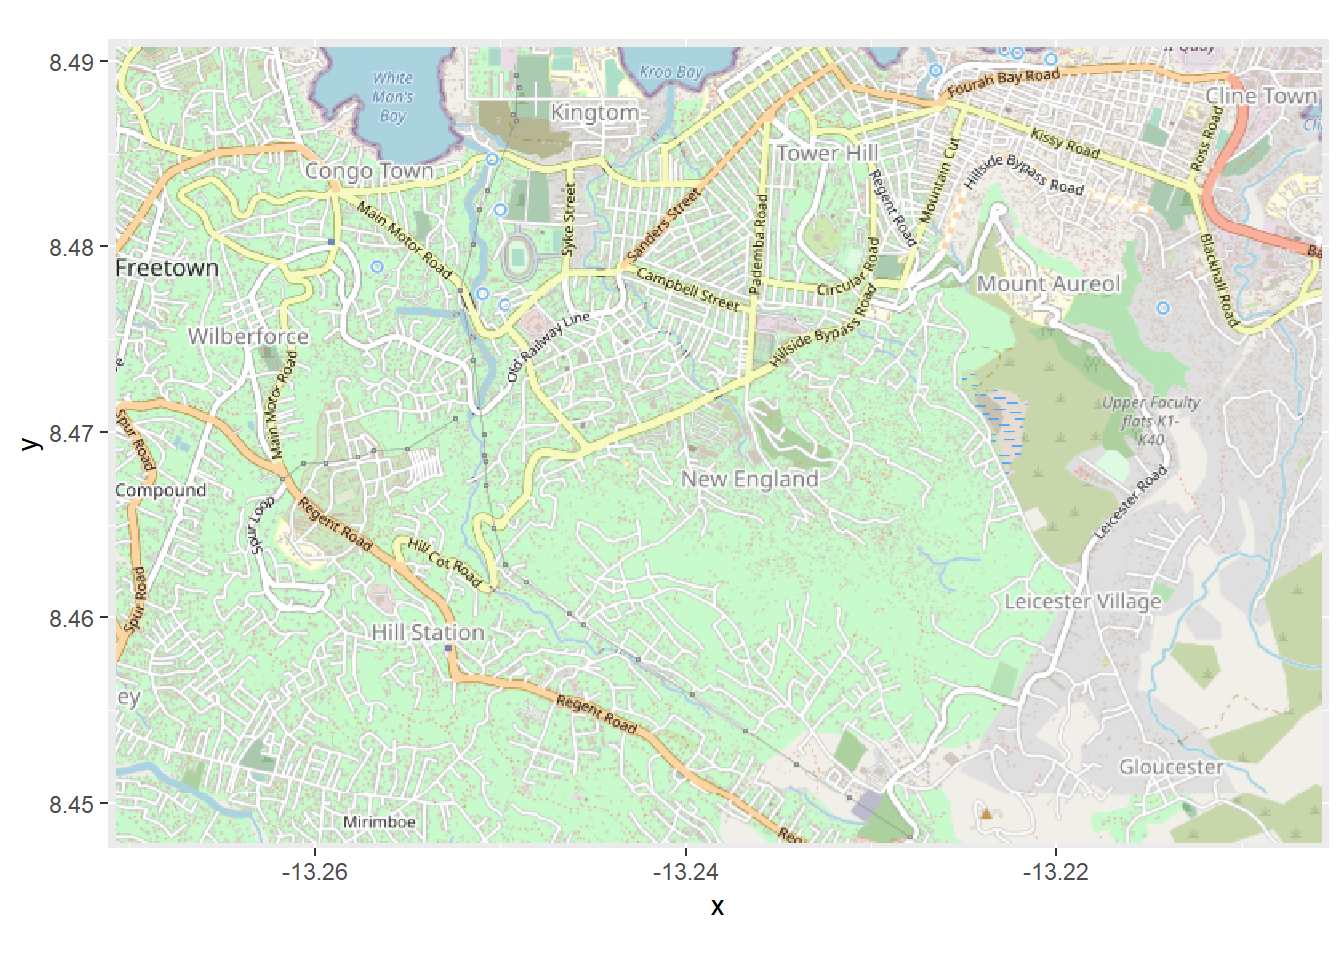 8.49
8.48
8.47
8.46
8.45
y
White
Man's
Bay
Kroo Bay
Kingtom
Fourah Bay Road
Cline Town
Congo Town
Tower Hill
Kissy Road
Ross Road
Mountain Cut
Hillside Bypass Road
Regent Road
Main Motor Road
Syke Street
Sanders Street
Pademba Road
Circular Road
Blackhall Road
Freetown
Campbell Street
Mount Aureol
Wilberforce
Old Railway Line
Hillside Bypass Road
Main Motor Road
Upper Faculty
flats K1-
K40
Spur Road
New England
Compound
Spur Loop
Regent Road
Leicester Road
Hill Cot Road
Spur Road
Leicester Village
Hill Station
ey
Regent Road
Gloucester
Mirimboe
Reg
-13.26
-13.24
-13.22
x